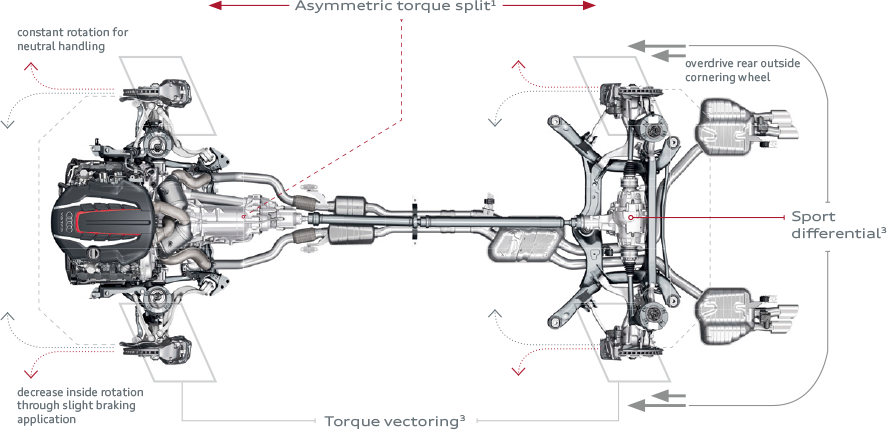 Asymmetric torque split¹
constant rotation for
neutral handling
overdrive rear outside
cornering wheel
Sport
differential³
decrease inside rotation
through slight braking
application
Torque vectoring³